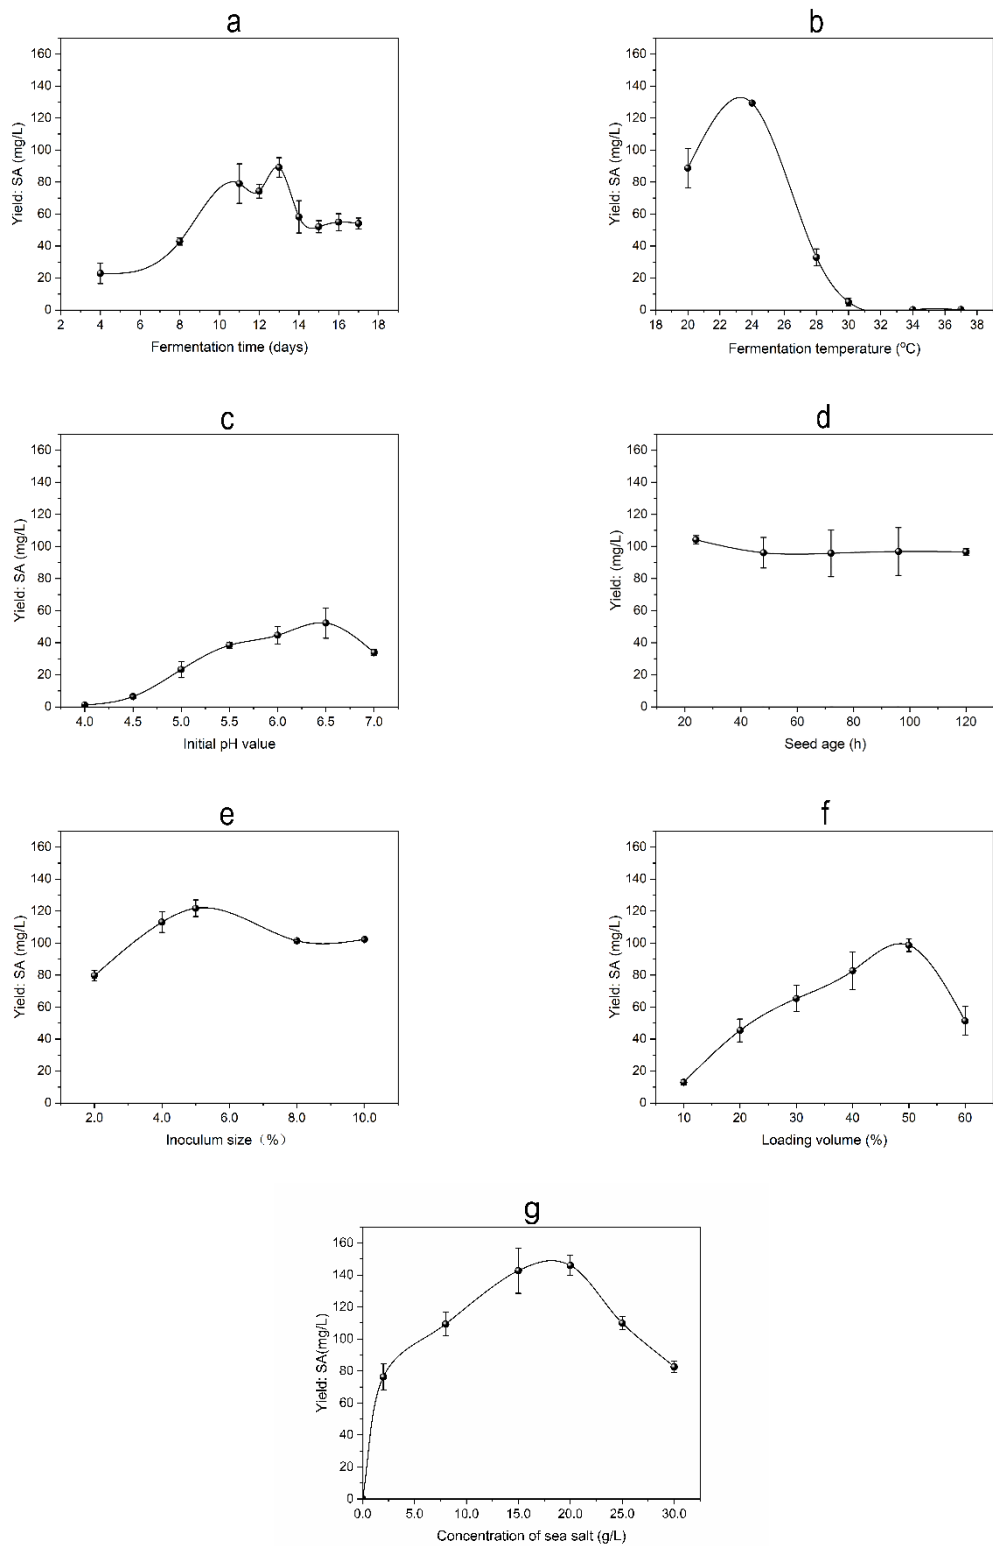 a
160
140
120
100
80
60
40
20
0
Yield: SA (mg/L)
2 4 6 8 10 12 14 16 18
Fermentation time (days)
b
160
140
120
100
80
60
40
20
0
Yield: SA (mg/L)
18 20 22 24 26 28 30 32 34 36 38
Fermentation temperature (°C)
c
160
140
120
100
80
60
40
20
0
Yield: SA (mg/L)
4.0 4.5 5.0 5.5 6.0 6.5 7.0
Initial pH value
d
160
140
120
100
80
60
40
20
0
Yield: (mg/L)
20 40 60 80 100 120
Seed age (h)
e
160
140
120
100
80
60
40
20
0
Yield: SA (mg/L)
2.0 4.0 6.0 8.0 10.0
Inoculum size（%）
f
160
140
120
100
80
60
40
20
0
Yield: SA (mg/L)
10 20 30 40 50 60
Loading volume (%)
g
160
140
120
100
80
60
40
20
0
Yield: SA(mg/L)
0.0 5.0 10.0 15.0 20.0 25.0 30.0
Concentration of sea salt (g/L)